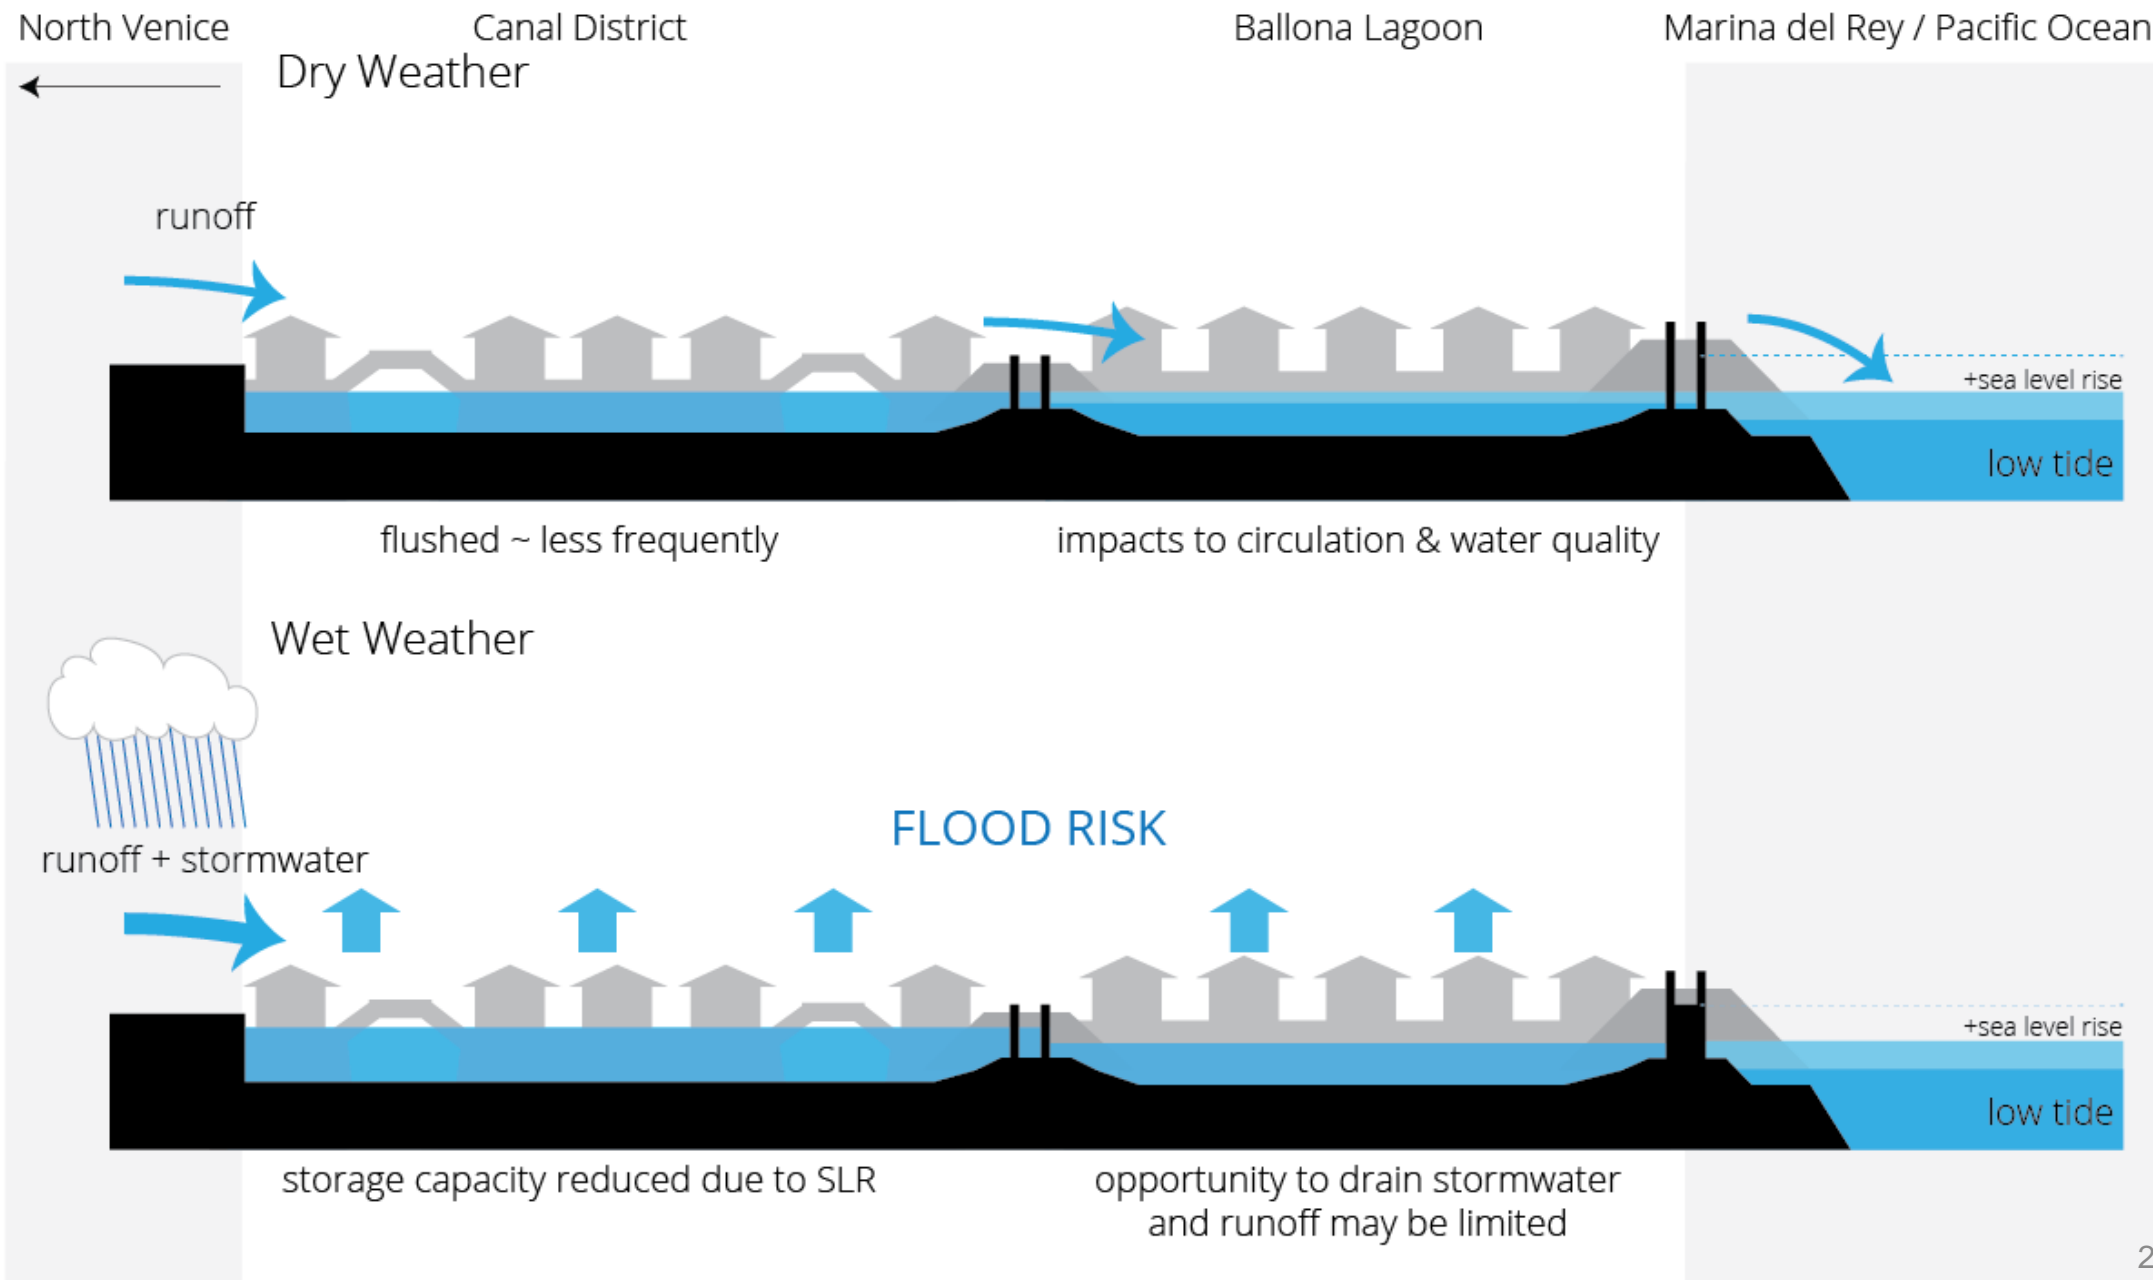 North Venice
Canal District
Ballona Lagoon
Marina del Rey / Pacific Ocean
Dry Weather
runoff
+sea level rise
low tide
flushed ~ less frequently
impacts to circulation & water quality
Wet Weather
FLOOD RISK
runoff + stormwater
+sea level rise
low tide
storage capacity reduced due to SLR
opportunity to drain stormwater
and runoff may be limited
2